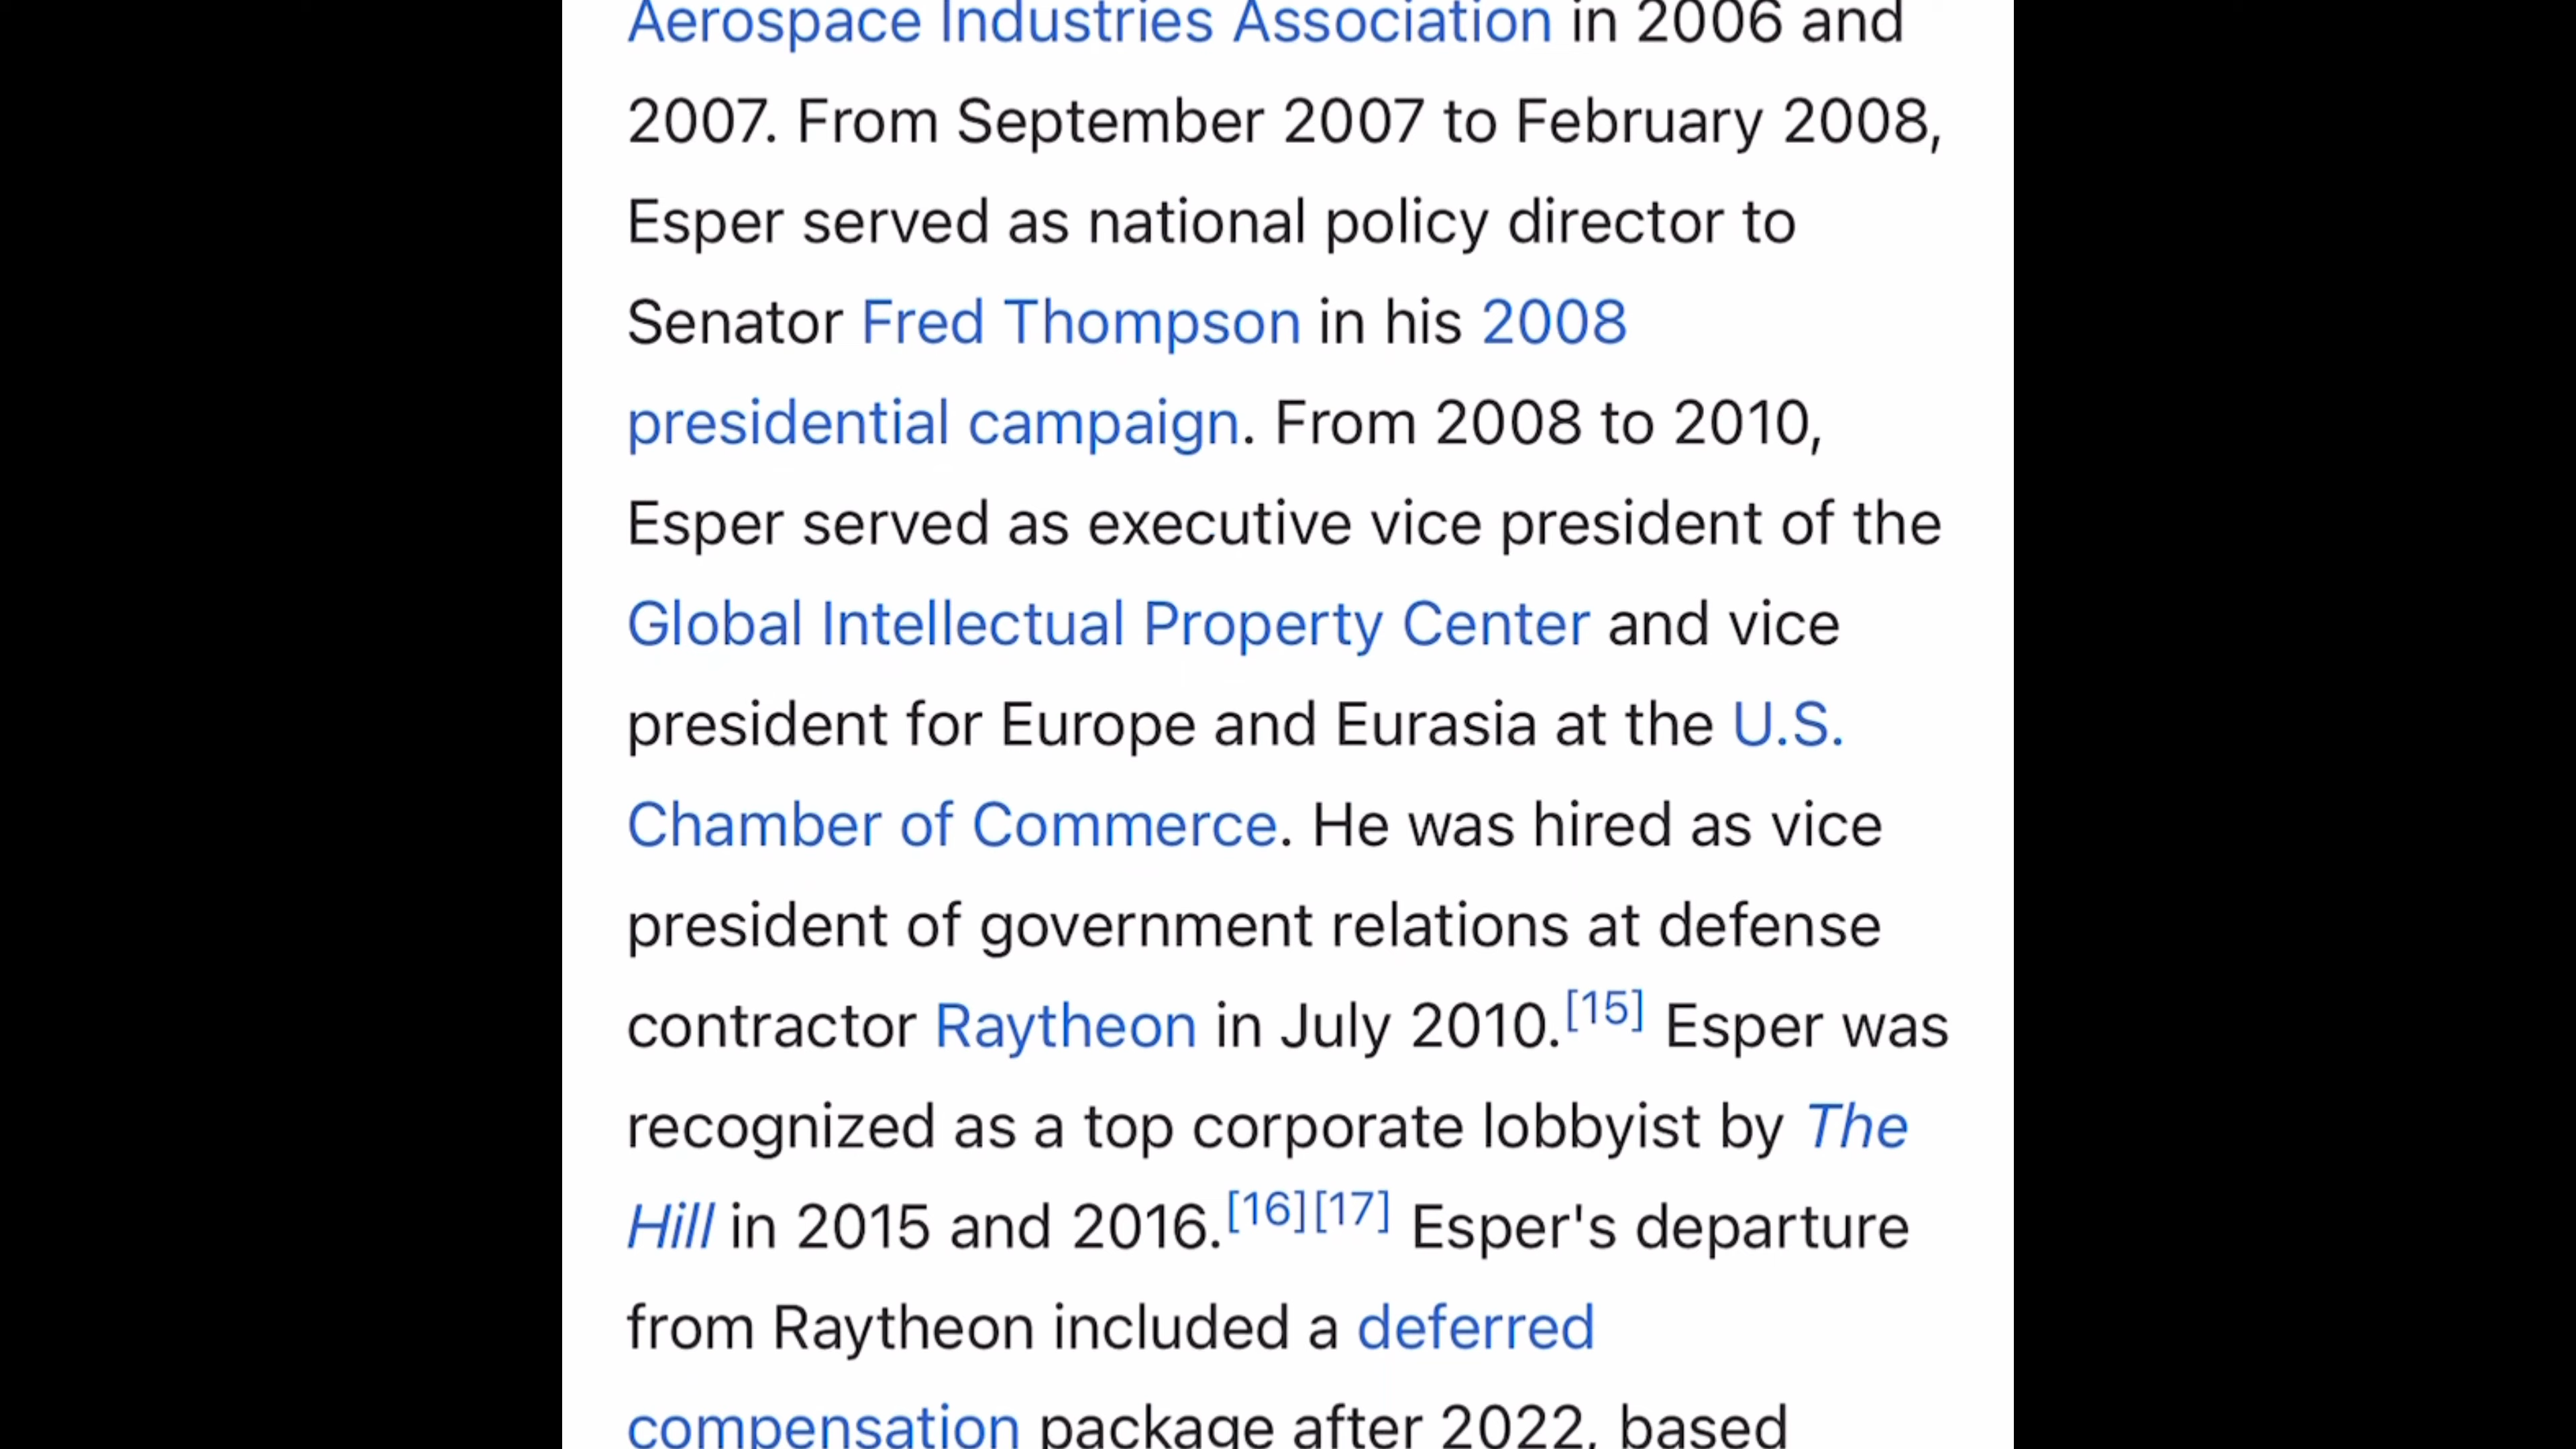 Aerospace Industries Association in 2006 and
2007. From September 2007 to February 2008,
Esper served as national policy director to
Senator Fred Thompson in his 2008
presidential campaign. From 2008 to 2010,
Esper served as executive vice president of the
Global Intellectual Property Center and vice
president for Europe and Eurasia at the U.S.
Chamber of Commerce. He was hired as vice
president of government relations at defense
contractor Raytheon in July 2010.[15] Esper was
recognized as a top corporate lobbyist by The
Hill in 2015 and 2016.[16][17] Esper's departure
from Raytheon included a deferred
compensation package after 2022, based